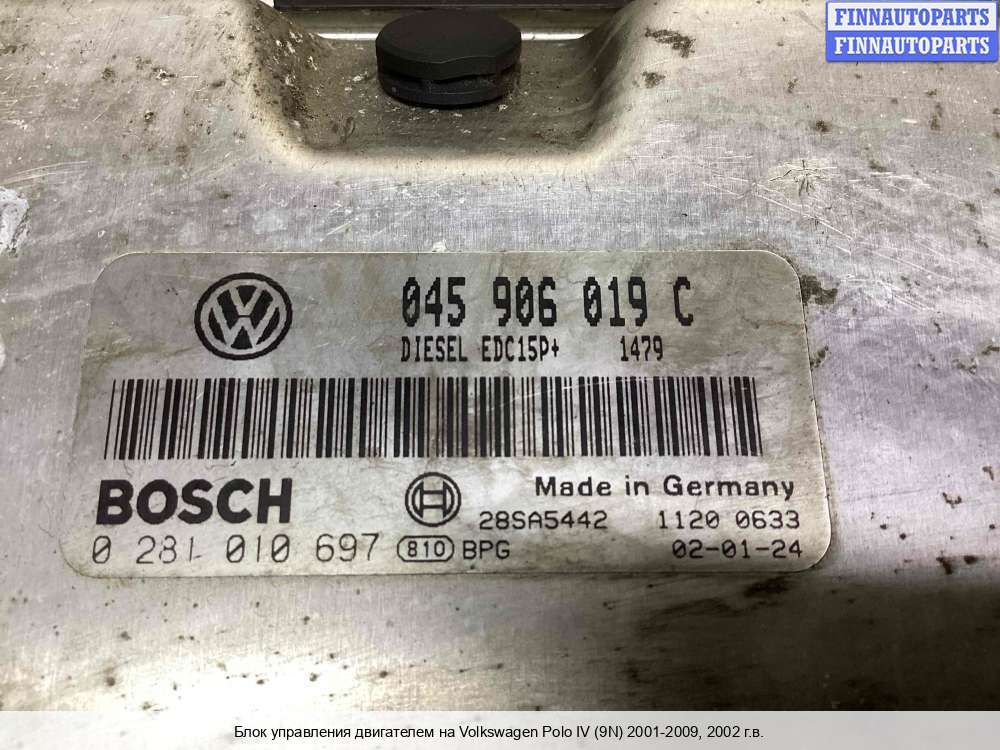 FINNAUTOPARTS
FINNAUTOPARTS
045 906 019 C
DIESEL EDC15P+ 1479
BOSCH
Made in Germany
28SA5442 1120 0633
0 281 010 697 810 BPG 02-01-24
Блок управления двигателем на Volkswagen Polo IV (9N) 2001-2009, 2002 г.в.